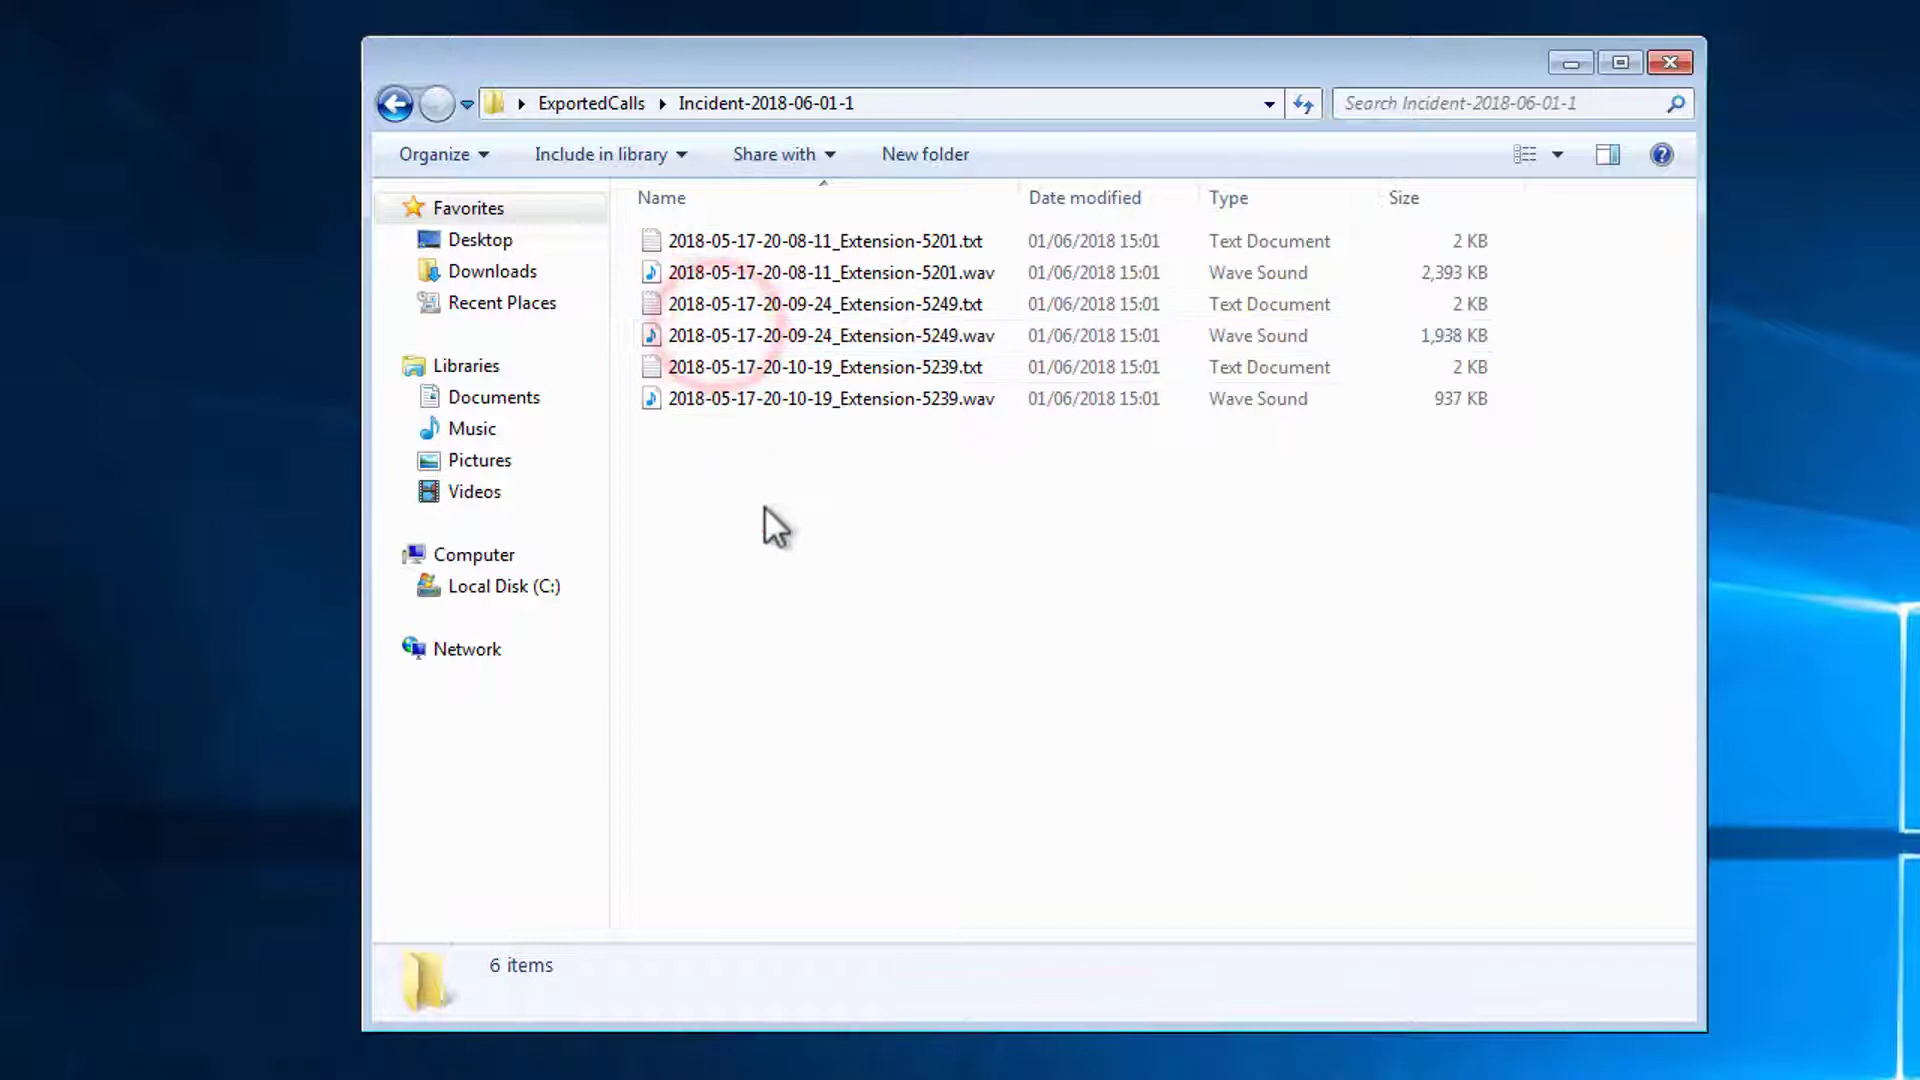 ExportedCalls Incident-2018-06-01-1 Search Incident-2018-06-01-1
Organize Include in library Share with New folder
Name Date modified Type Size
Favorites
Desktop
Downloads
Recent Places
Libraries
Documents
Music
Pictures
Videos
Computer
Local Disk (C:)
Network
2018-05-17-20-08-11_Extension-5201.txt 01/06/2018 15:01 Text Document 2 KB
2018-05-17-20-08-11_Extension-5201.wav 01/06/2018 15:01 Wave Sound 2,393 KB
2018-05-17-20-09-24_Extension-5249.txt 01/06/2018 15:01 Text Document 2 KB
2018-05-17-20-09-24_Extension-5249.wav 01/06/2018 15:01 Wave Sound 1,938 KB
2018-05-17-20-10-19_Extension-5239.txt 01/06/2018 15:01 Text Document 2 KB
2018-05-17-20-10-19_Extension-5239.wav 01/06/2018 15:01 Wave Sound 937 KB
6 items